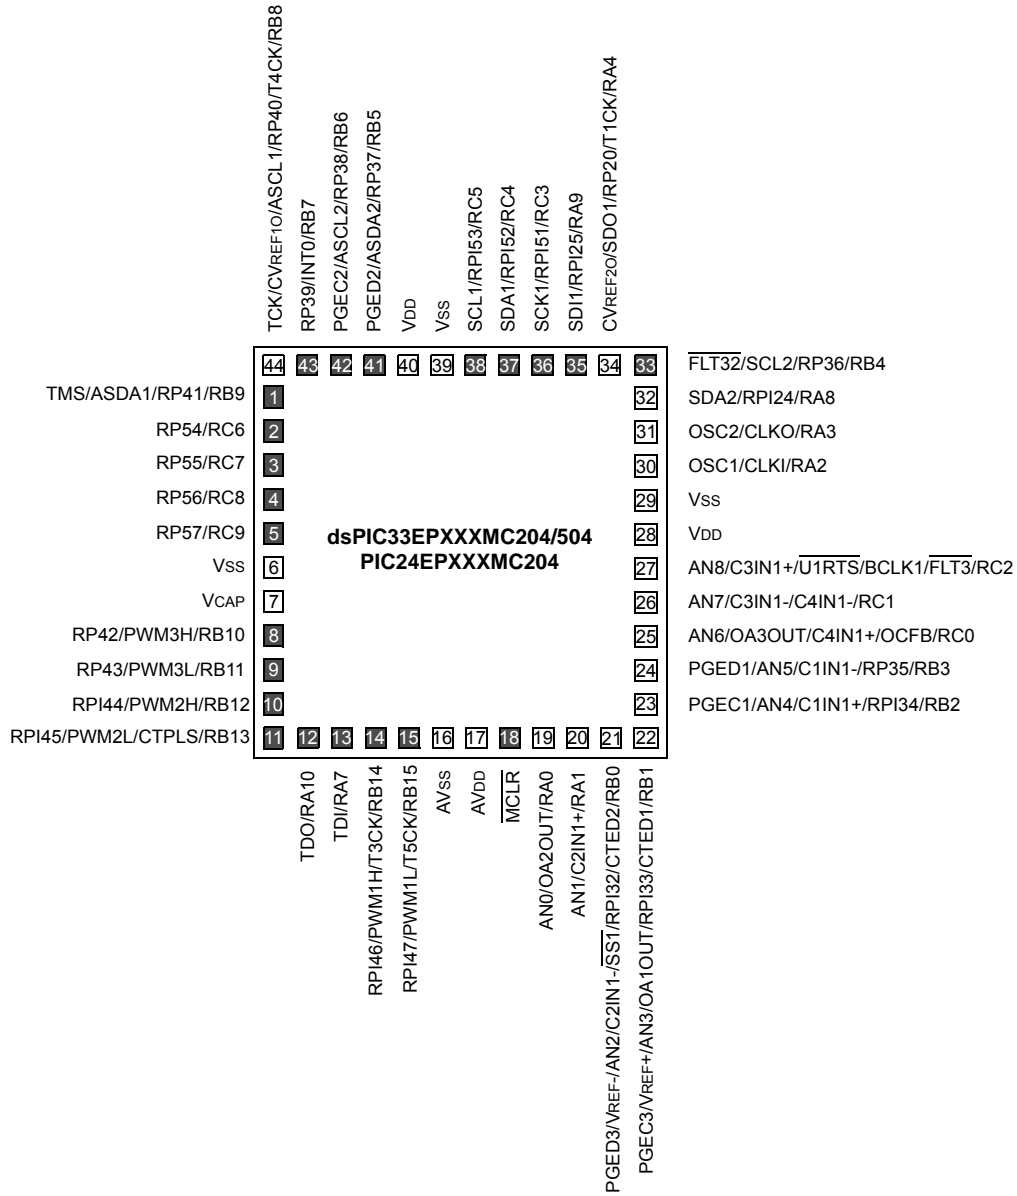 TCK/CVREF1O/ASCL1/RP40/T4CK/RB8
RP39/INT0/RB7
PGEC2/ASCL2/RP38/RB6
PGED2/ASDA2/RP37/RB5
VDD
VSS
SCL1/RPI53/RC5
SDA1/RPI52/RC4
SCK1/RPI51/RC3
SDI1/RPI25/RA9
CVREF2O/SDO1/RP20/T1CK/RA4
44 43 42 41 40 39 38 37 36 35 34 33 FLT32/SCL2/RP36/RB4
TMS/ASDA1/RP41/RB9 1 32 SDA2/RPI24/RA8
RP54/RC6 2 31 OSC2/CLKO/RA3
RP55/RC7 3 30 OSC1/CLKI/RA2
RP56/RC8 4 29 VSS
RP57/RC9 5 dsPIC33EPXXXMC204/504 28 VDD
PIC24EPXXXMC204
VSS 6 27 AN8/C3IN1+/U1RTS/BCLK1/FLT3/RC2
VCAP 7 26 AN7/C3IN1-/C4IN1-/RC1
RP42/PWM3H/RB10 8 25 AN6/OA3OUT/C4IN1+/OCFB/RC0
RP43/PWM3L/RB11 9 24 PGED1/AN5/C1IN1-/RP35/RB3
RPI44/PWM2H/RB12 10 23 PGEC1/AN4/C1IN1+/RPI34/RB2
RPI45/PWM2L/CTPLS/RB13 11 12 13 14 15 16 17 18 19 20 21 22
TDO/RA10
TDI/RA7
RPI46/PWM1H/T3CK/RB14
RPI47/PWM1L/T5CK/RB15
AVSS
AVDD
MCLR
AN0/OA2OUT/RA0
AN1/C2IN1+/RA1
PGED3/VREF-/AN2/C2IN1-/SS1/RPI32/CTED2/RB0
PGEC3/VREF+/AN3/OA1OUT/RPI33/CTED1/RB1